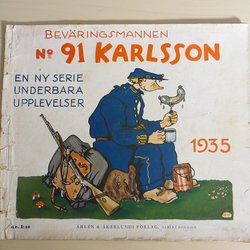 BEVÄRINGSMANNEN
No 91 KARLSSON
EN NY SERIE
UNDERBARA
UPPLEVELSER
1935
ÅHLÉN & ÅKERLUNDS FÖRLAG,